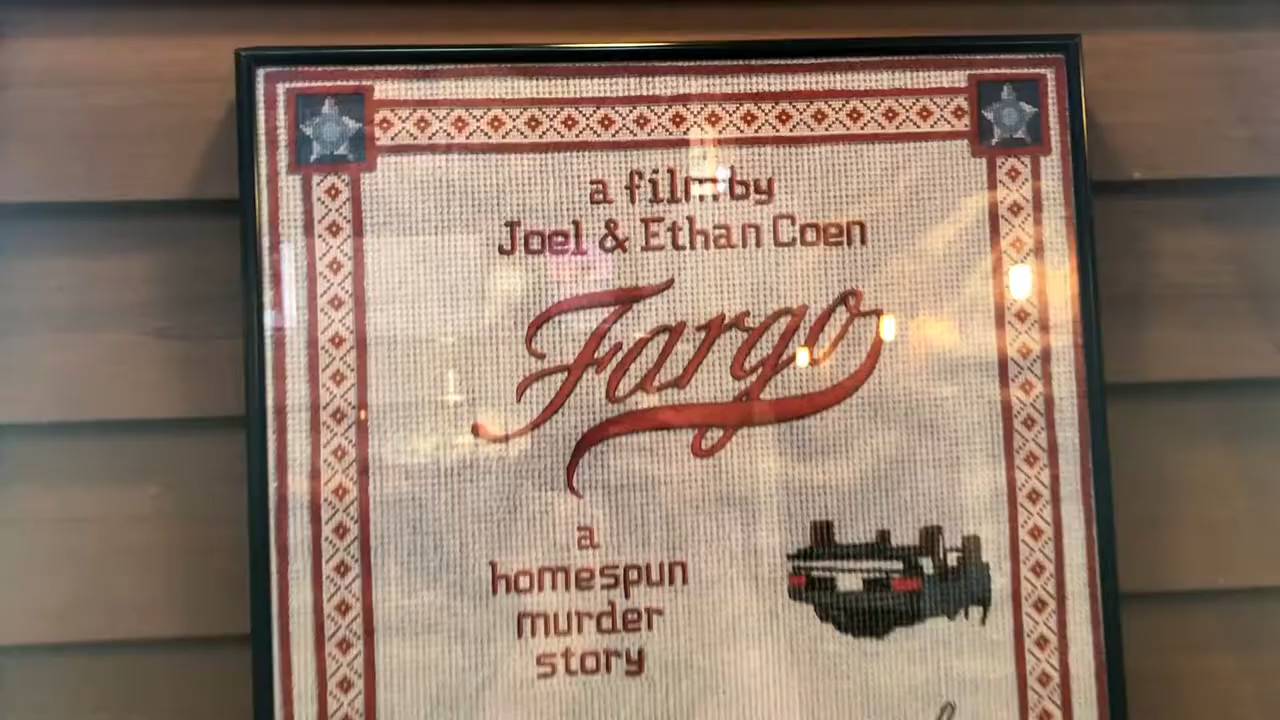 a film by
Joel & Ethan Coen
Fargo
a
homespun
murder
story